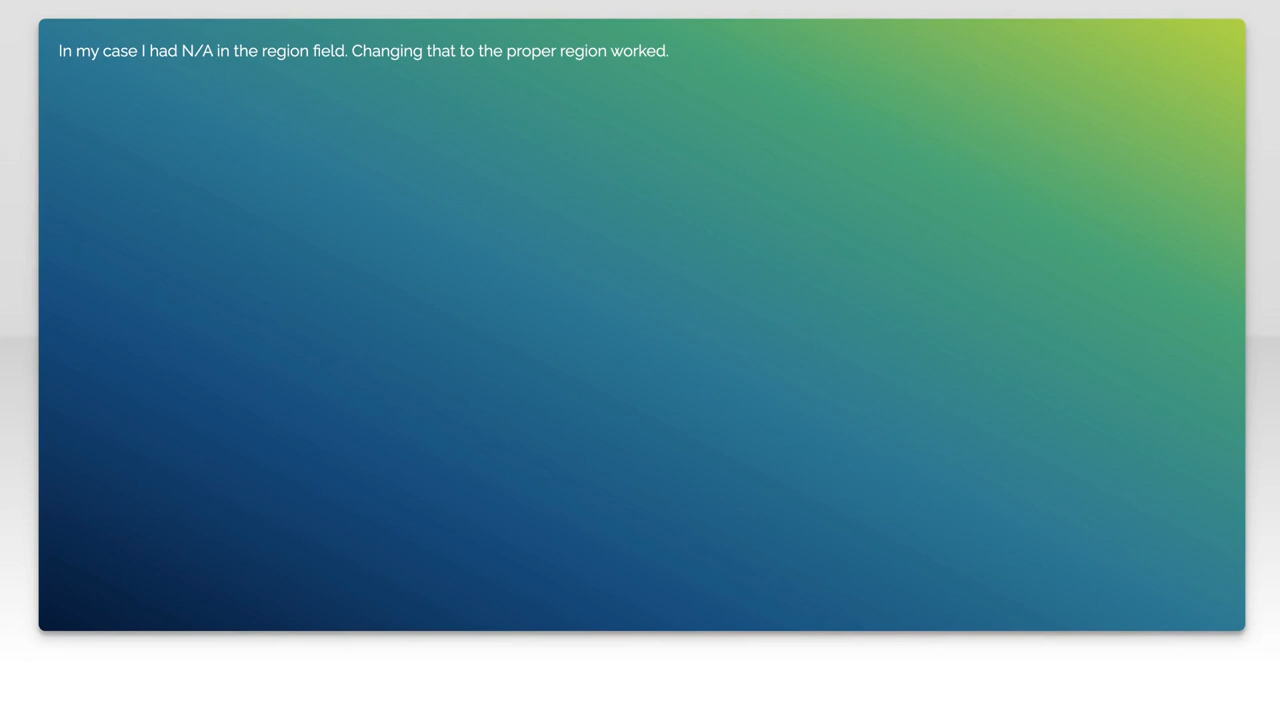 In my case I had N/A in the region field. Changing that to the proper region worked.